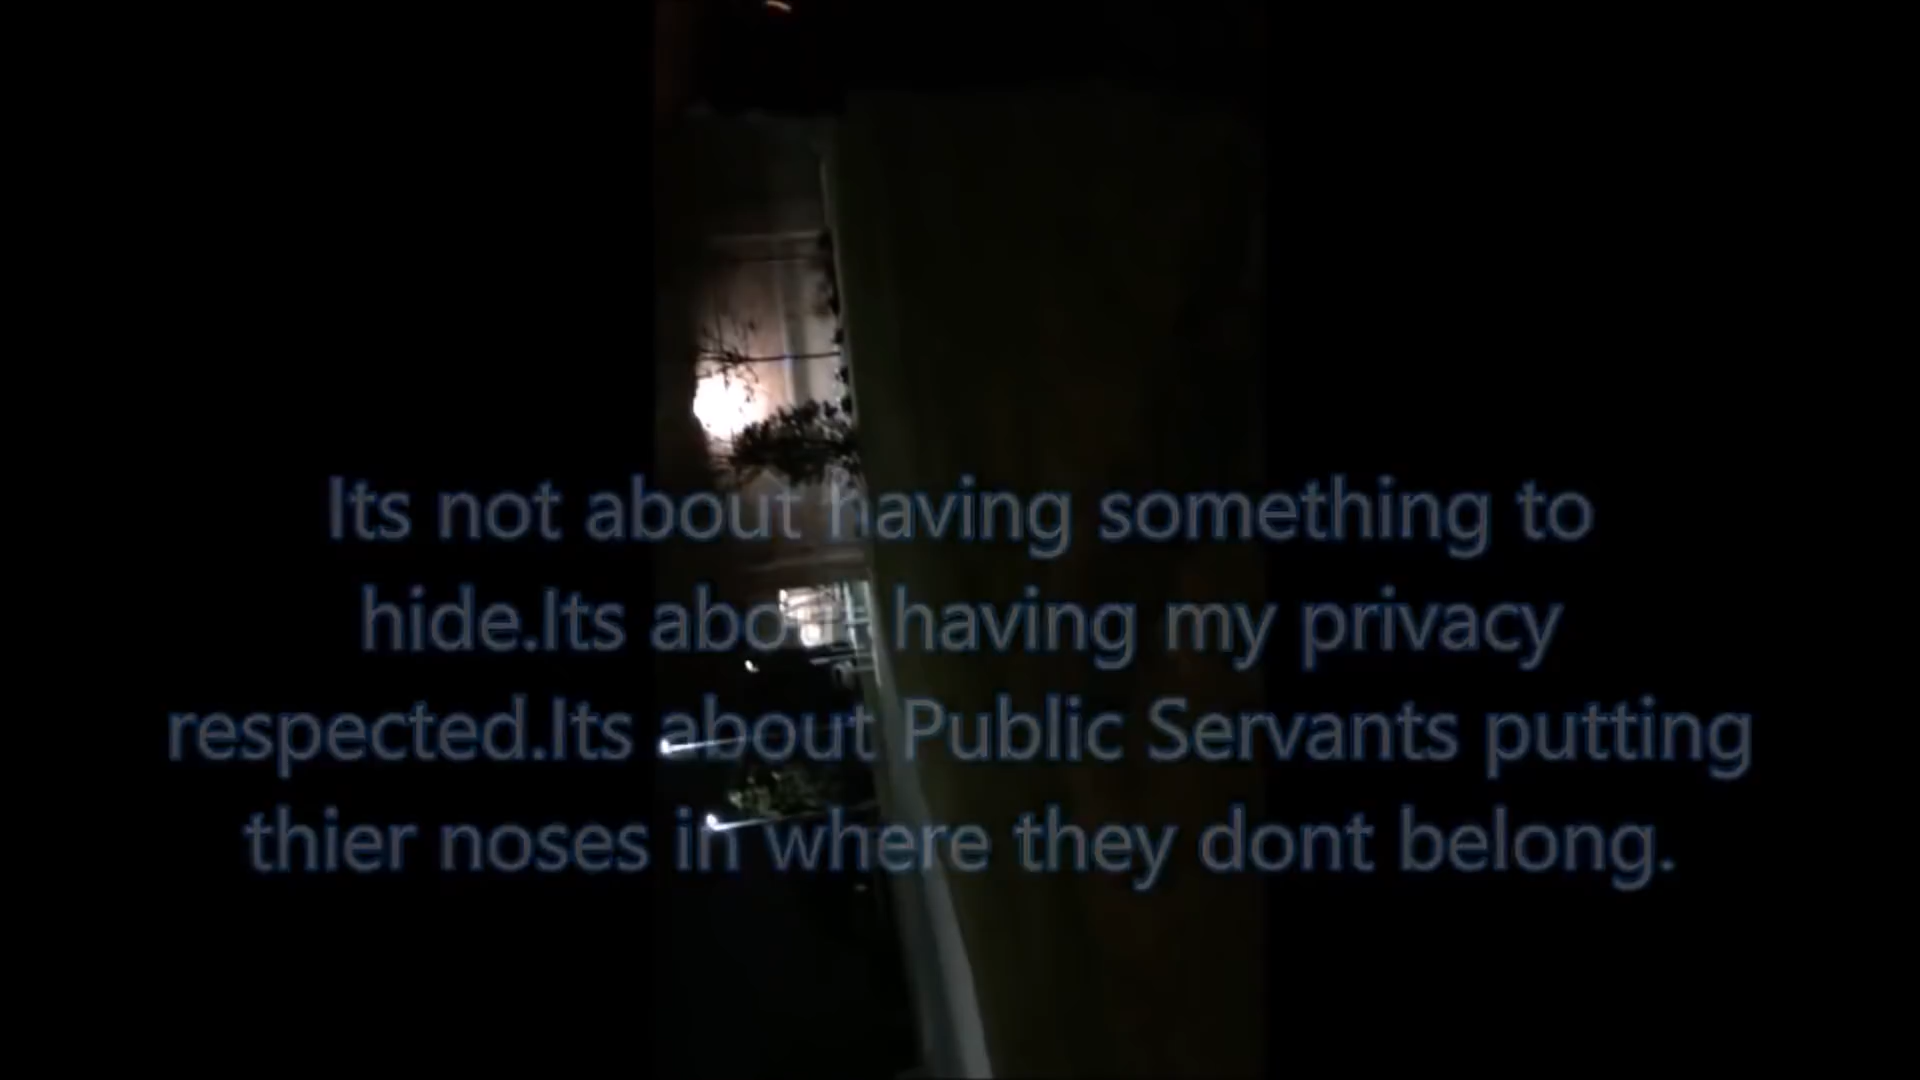 Its not about having something to
hide.Its about having my privacy
respected.Its about Public Servants putting
thier noses in where they dont belong.